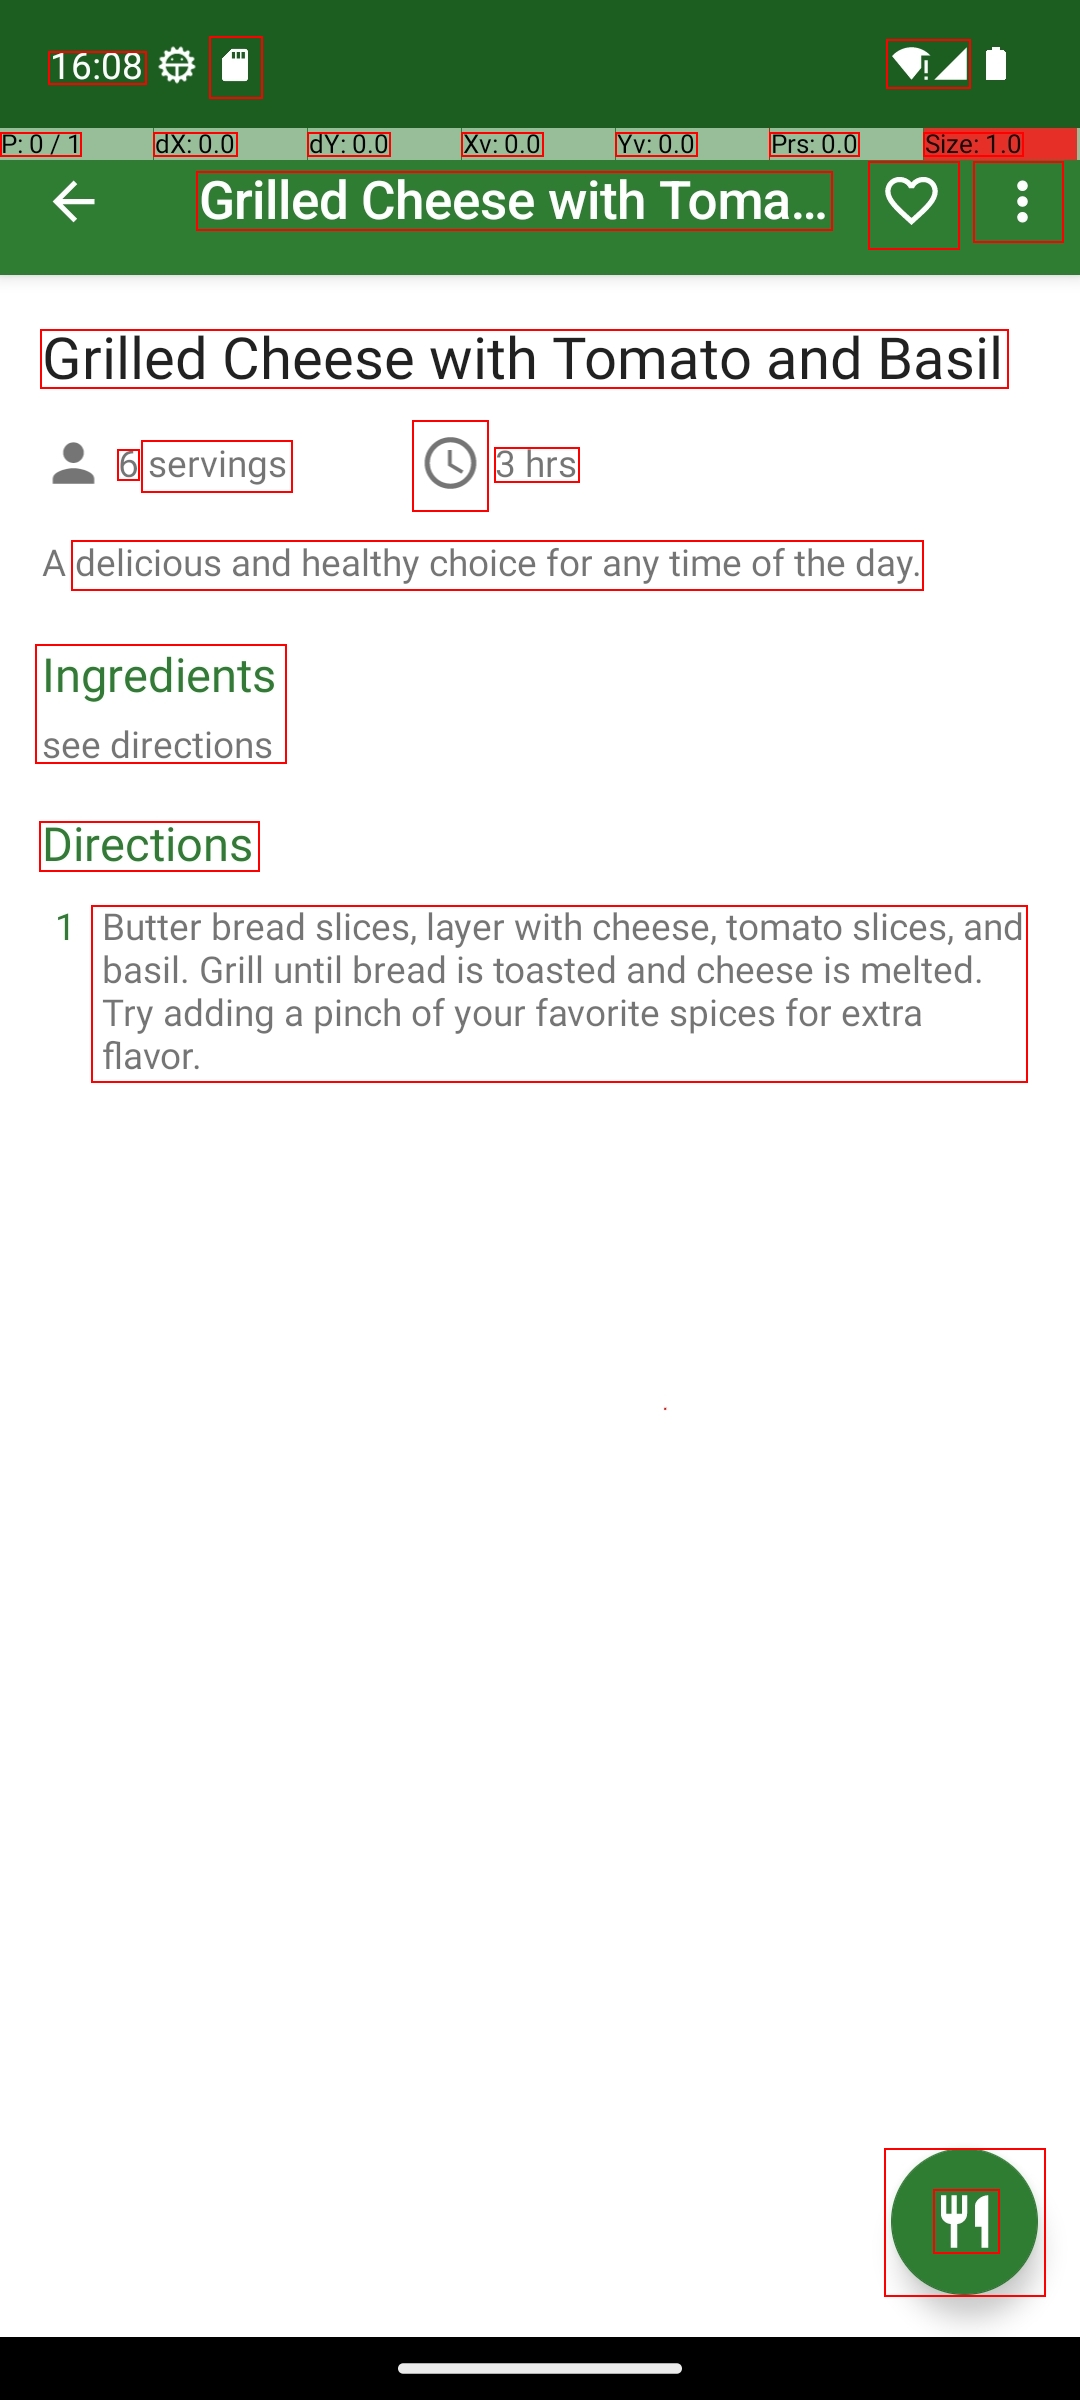 16:08
P: 0 / 1 dX: 0.0 dY: 0.0 Xv: 0.0 Yv: 0.0 Prs: 0.0 Size: 1.0
Grilled Cheese with Toma...
Grilled Cheese with Tomato and Basil
6 servings 3 hrs
A delicious and healthy choice for any time of the day.
Ingredients
see directions
Directions
1 Butter bread slices, layer with cheese, tomato slices, and
basil. Grill until bread is toasted and cheese is melted.
Try adding a pinch of your favorite spices for extra
flavor.